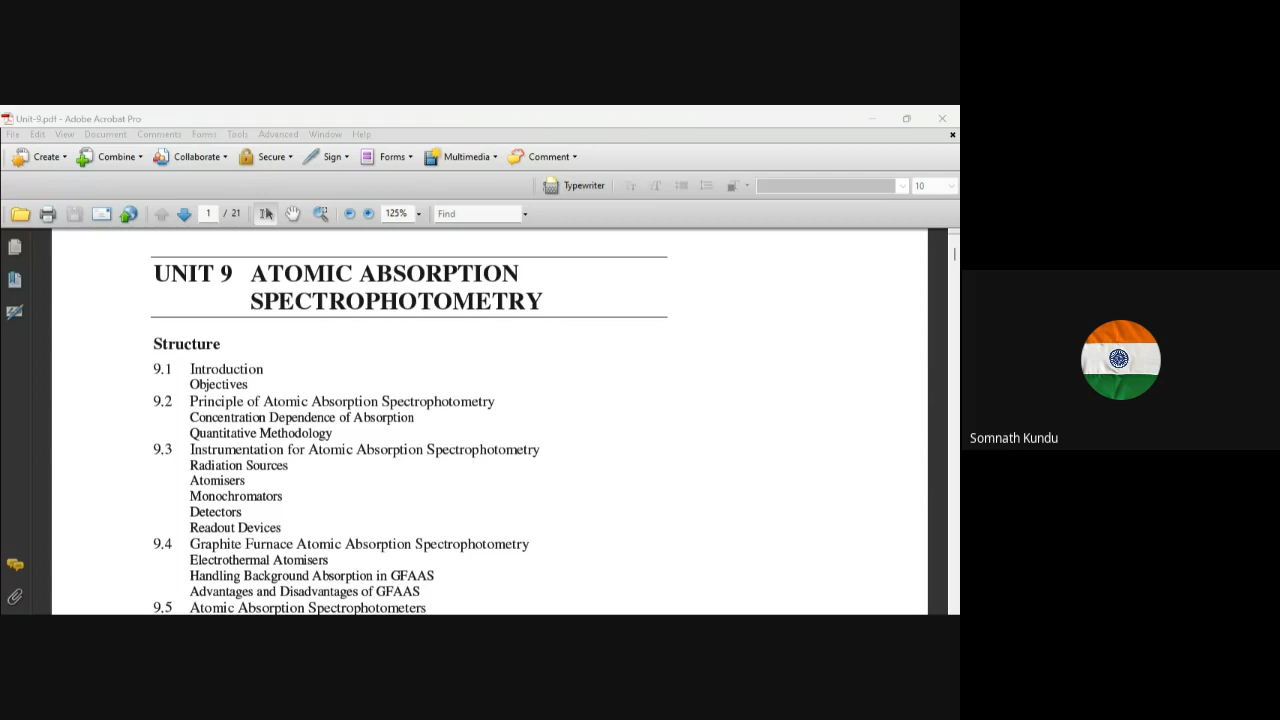 Unit-9.pdf - Adobe Acrobat Pro
File Edit View Document Comments Forms Tools Advanced Window Help
Create Combine Collaborate Secure Sign Forms Multimedia Comment
Typewriter 10
1 / 21 125% Find
UNIT 9 ATOMIC ABSORPTION
SPECTROPHOTOMETRY
Structure
9.1 Introduction
Objectives
9.2 Principle of Atomic Absorption Spectrophotometry
Concentration Dependence of Absorption
Quantitative Methodology
9.3 Instrumentation for Atomic Absorption Spectrophotometry
Radiation Sources
Atomisers
Monochromators
Detectors
Readout Devices
9.4 Graphite Furnace Atomic Absorption Spectrophotometry
Electrothermal Atomisers
Handling Background Absorption in GFAAS
Advantages and Disadvantages of GFAAS
9.5 Atomic Absorption Spectrophotometers
Somnath Kundu